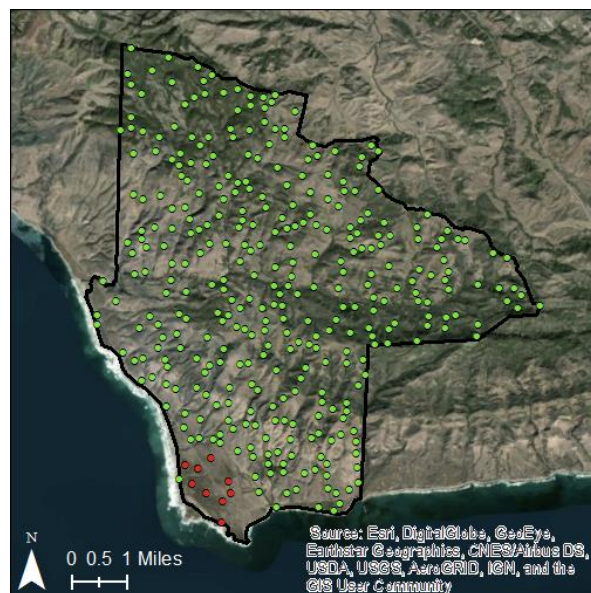 N
0 0.5 1 Miles
Source: Esri, DigitalGlobe, GeoEye,
Earthstar Geographics, CNES/Airbus DS,
USDA, USGS, AeroGRID, IGN, and the
GIS User Community